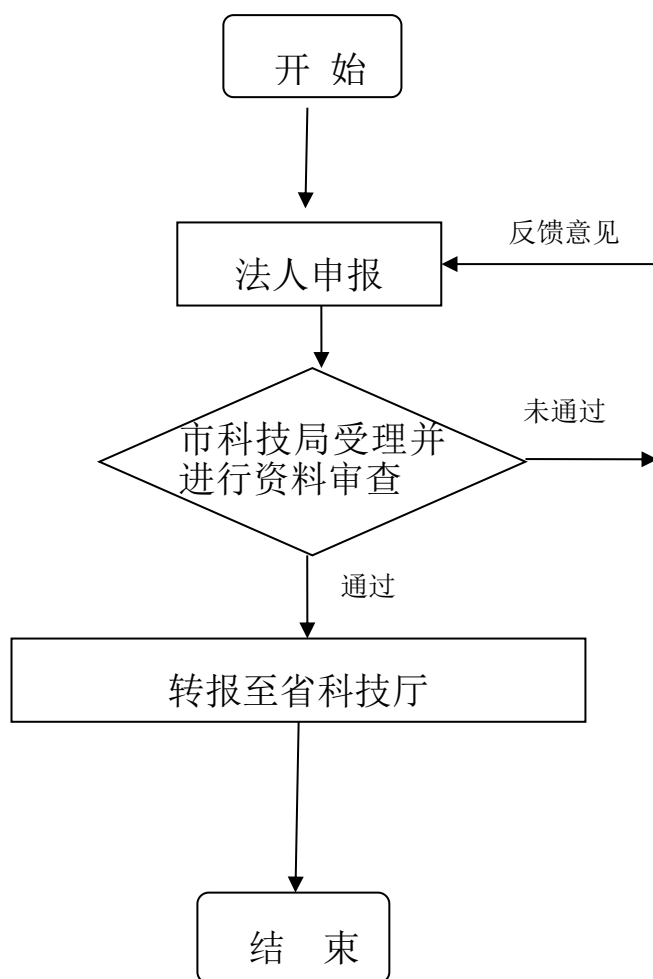 开 始
反馈意见
法人申报
未通过
市科技局受理并
进行资料审查
通过
转报至省科技厅
结 束